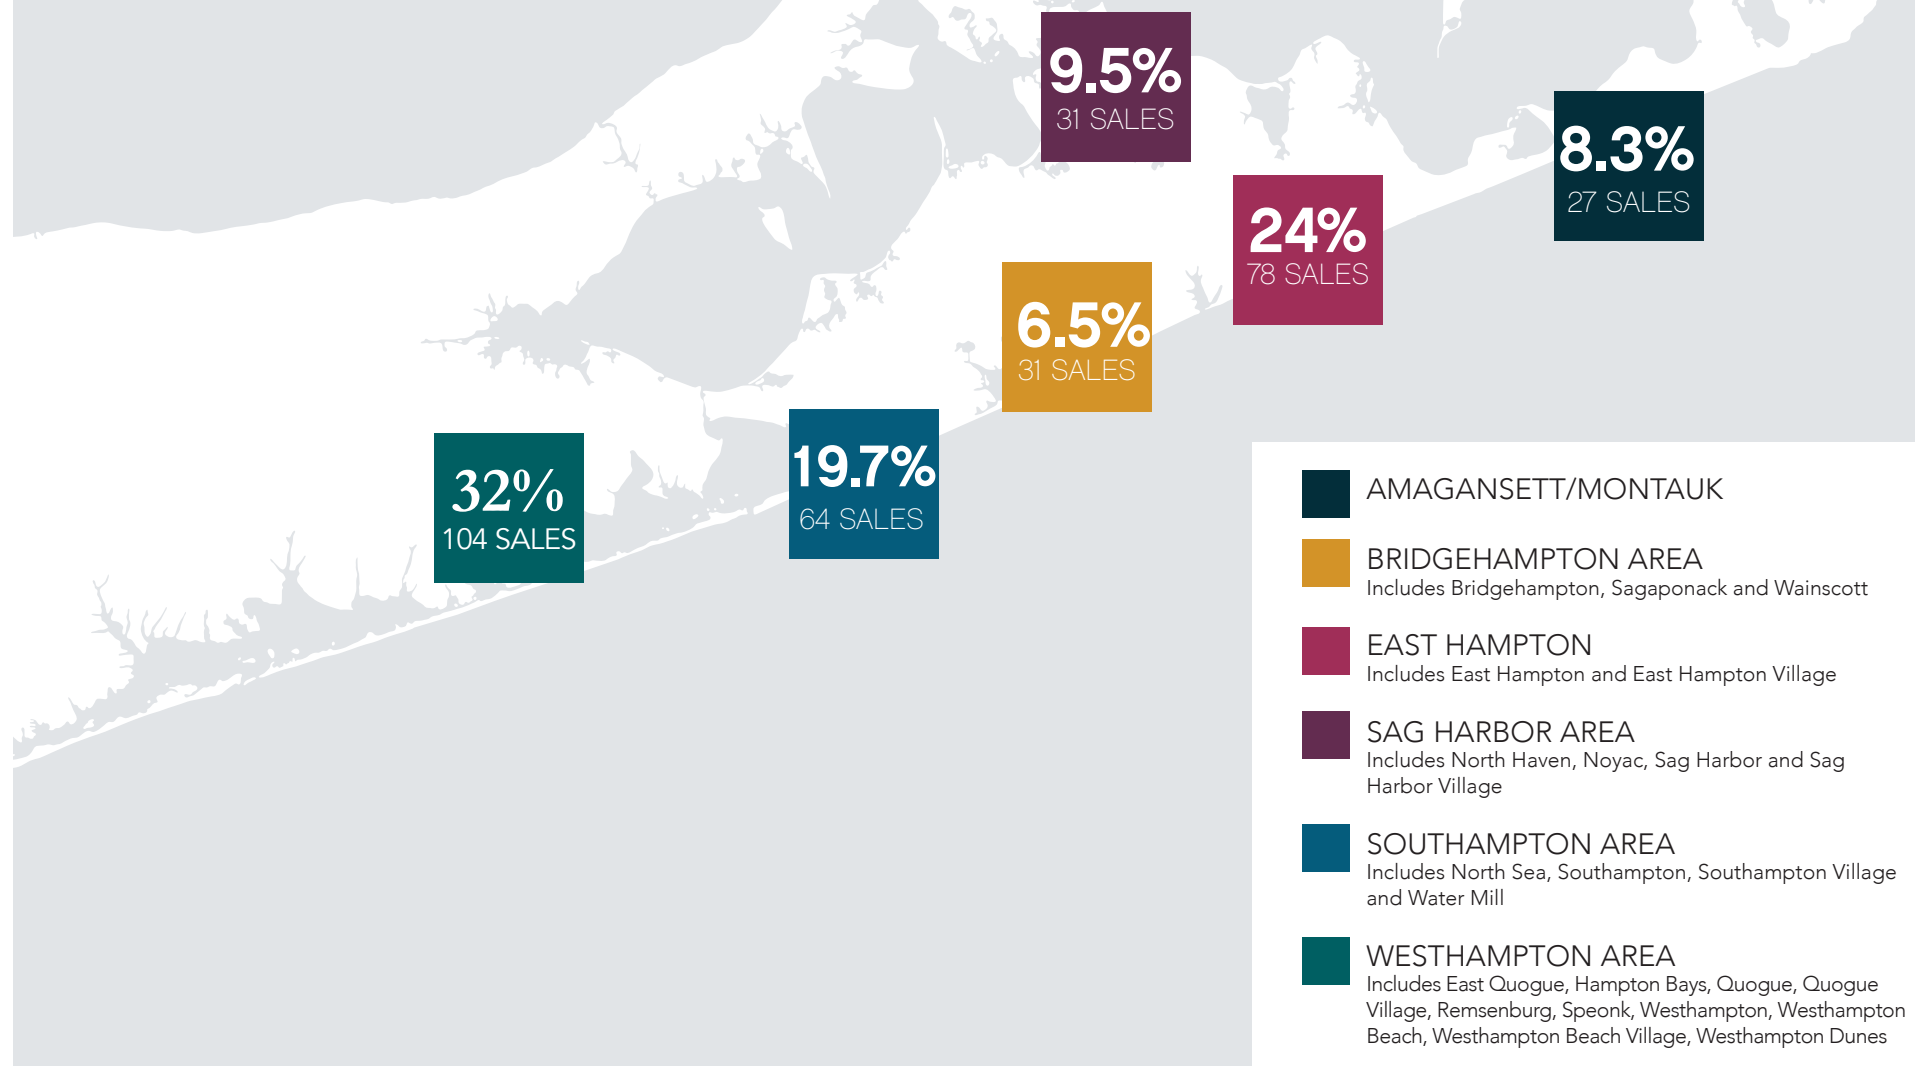 9.5%
31 SALES
8.3%
27 SALES
24%
78 SALES
6.5%
31 SALES
19.7%
64 SALES
32%
104 SALES
AMAGANSETT/MONTAUK
BRIDGEHAMPTON AREA
Includes Bridgehampton, Sagaponack and Wainscott
EAST HAMPTON
Includes East Hampton and East Hampton Village
SAG HARBOR AREA
Includes North Haven, Noyac, Sag Harbor and Sag
Harbor Village
SOUTHAMPTON AREA
Includes North Sea, Southampton, Southampton Village
and Water Mill
WESTHAMPTON AREA
Includes East Quogue, Hampton Bays, Quogue, Quogue
Village, Remsenburg, Speonk, Westhampton, Westhampton
Beach, Westhampton Beach Village, Westhampton Dunes